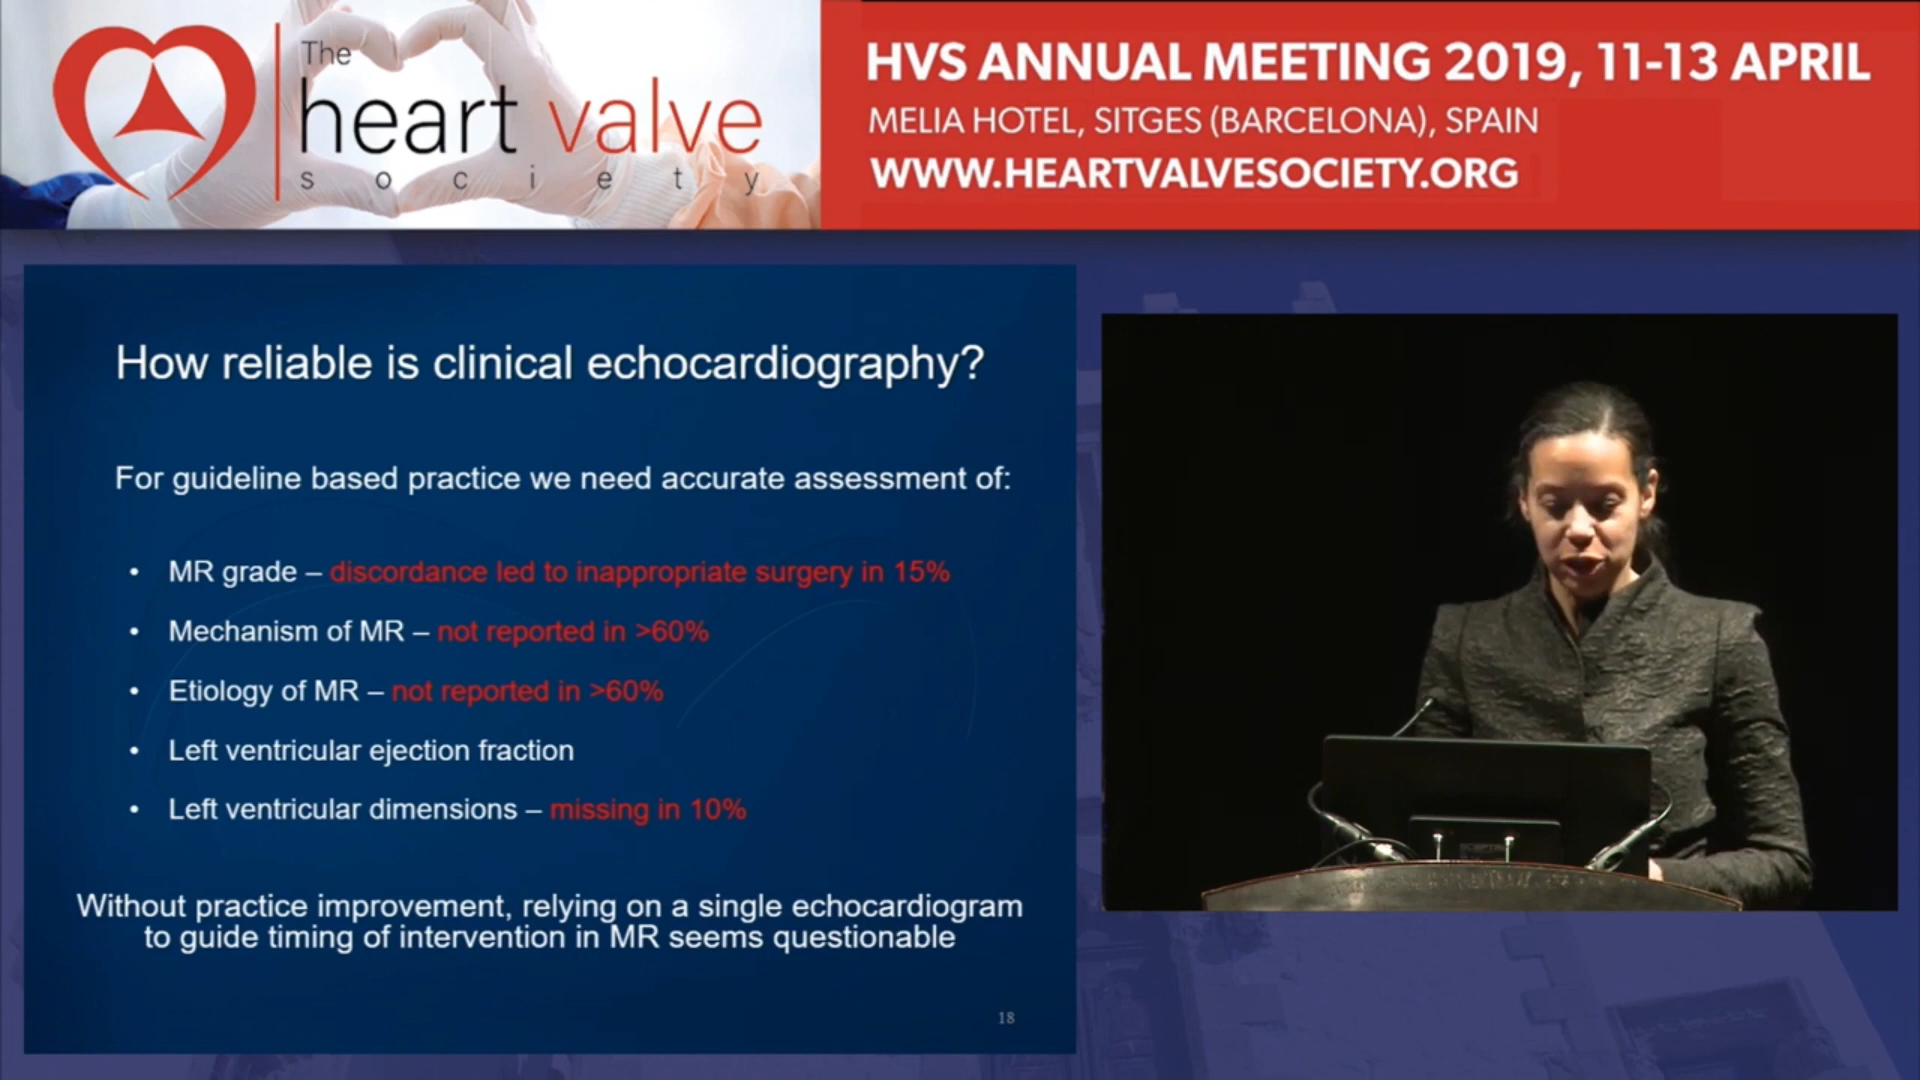 The
heart valve
society
HVS ANNUAL MEETING 2019, 11-13 APRIL
MELIA HOTEL, SITGES (BARCELONA), SPAIN
WWW.HEARTVALVESOCIETY.ORG
How reliable is clinical echocardiography?
For guideline based practice we need accurate assessment of:
• MR grade – discordance led to inappropriate surgery in 15%
• Mechanism of MR – not reported in >60%
• Etiology of MR – not reported in >60%
• Left ventricular ejection fraction
• Left ventricular dimensions – missing in 10%
Without practice improvement, relying on a single echocardiogram
to guide timing of intervention in MR seems questionable
18